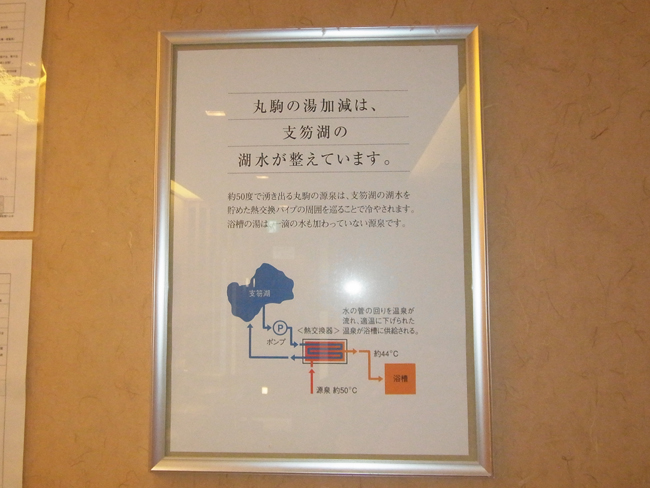 丸駒の湯加減は、
支笏湖の
湖水が整えています。
約50度で湧き出る丸駒の源泉は、支笏湖の湖水を
貯めた熱交換パイプの周囲を巡ることで冷やされます。
浴槽の湯は、一滴の水も加わっていない源泉です。
支笏湖
P
ポンプ
<熱交換器>
水の管の回りを温泉が
流れ、適温に下げられた
温泉が浴槽に供給される。
約44℃
浴槽
源泉 約50℃